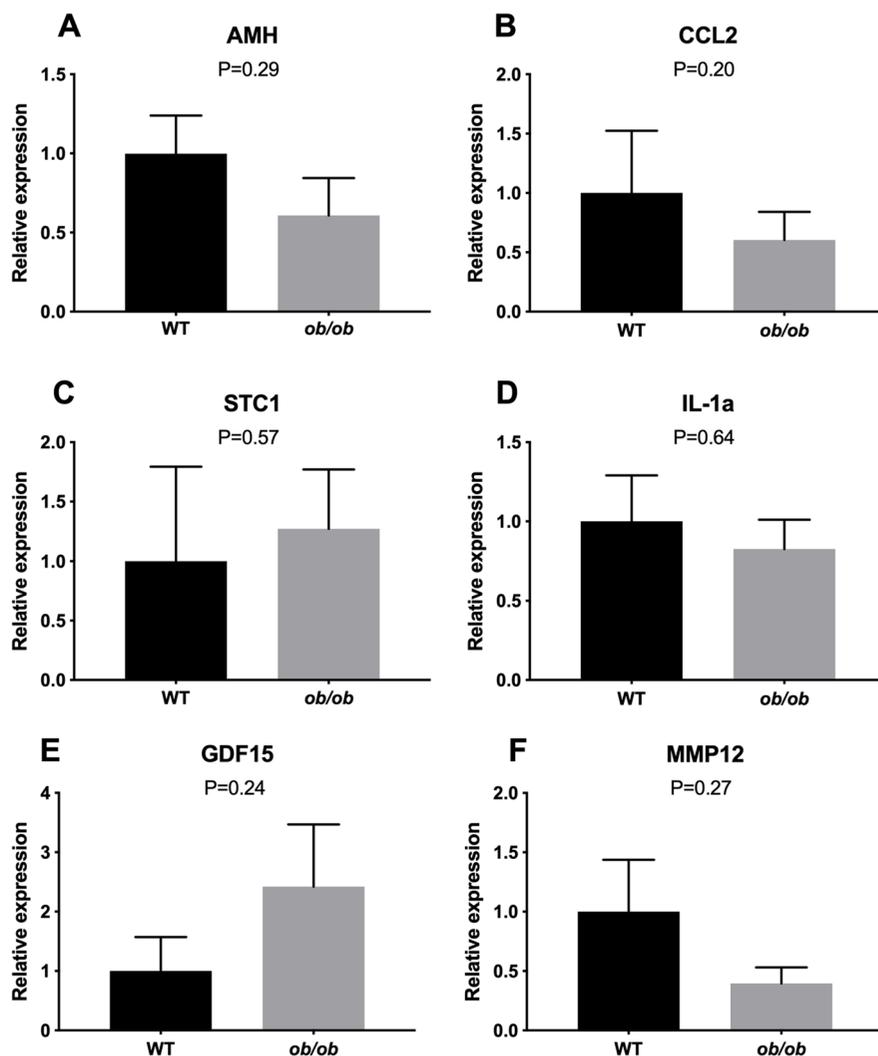 A
AMH
P=0.29
Relative expression
1.5
1.0
0.5
0.0
WT
ob/ob
B
CCL2
P=0.20
Relative expression
2.0
1.5
1.0
0.5
0.0
WT
ob/ob
C
STC1
P=0.57
Relative expression
2.0
1.5
1.0
0.5
0.0
WT
ob/ob
D
IL-1a
P=0.64
Relative expression
1.5
1.0
0.5
0.0
WT
ob/ob
E
GDF15
P=0.24
Relative expression
4
3
2
1
0
WT
ob/ob
F
MMP12
P=0.27
Relative expression
2.0
1.5
1.0
0.5
0.0
WT
ob/ob